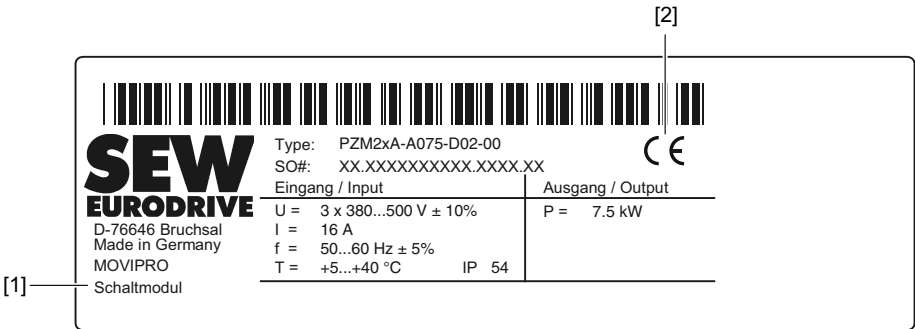 [2]
SEW
EURODRIVE
D-76646 Bruchsal
Made in Germany
MOVIPRO
[1] Schaltmodul
Type: PZM2xA-A075-D02-00
SO#: XX.XXXXXXXXXX.XXXX.XX
CE
Eingang / Input
U = 3 x 380...500 V ± 10%
I = 16 A
f = 50...60 Hz ± 5%
T = +5...+40 °C IP 54
Ausgang / Output
P = 7.5 kW